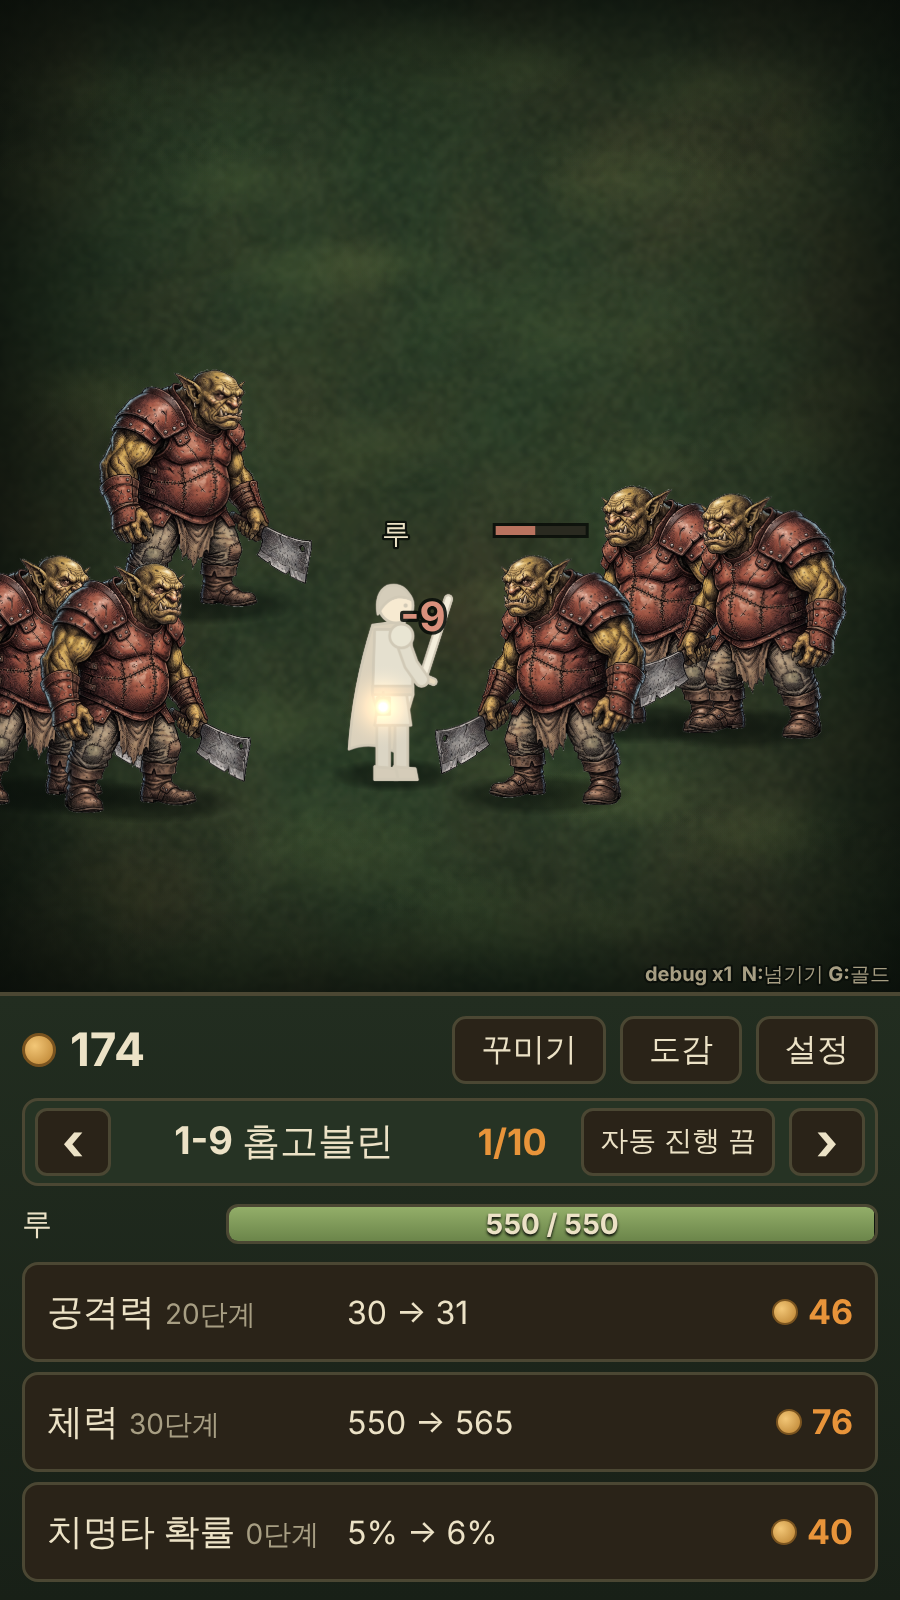 루
-9
debug x1 N:넘기기 G:골드
174
꾸미기
도감
설정
‹
1-9 홉고블린
1/10
자동 진행 끔
›
루
550 / 550
공격력 20단계 30 → 31 46
체력 30단계 550 → 565 76
치명타 확률 0단계 5% → 6% 40